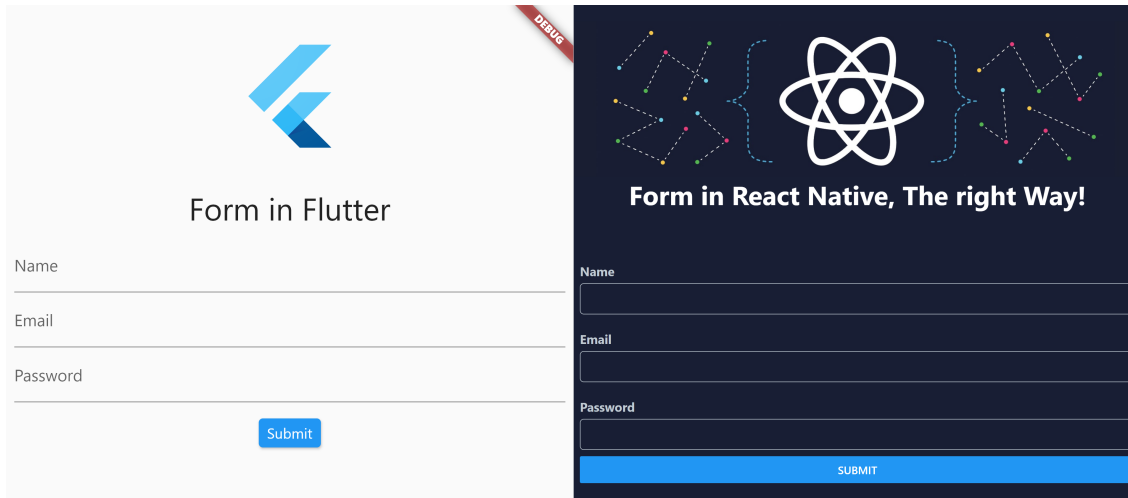 DEBUG
Form in Flutter
Name
Email
Password
Submit
Form in React Native, The right Way!
Name
Email
Password
SUBMIT